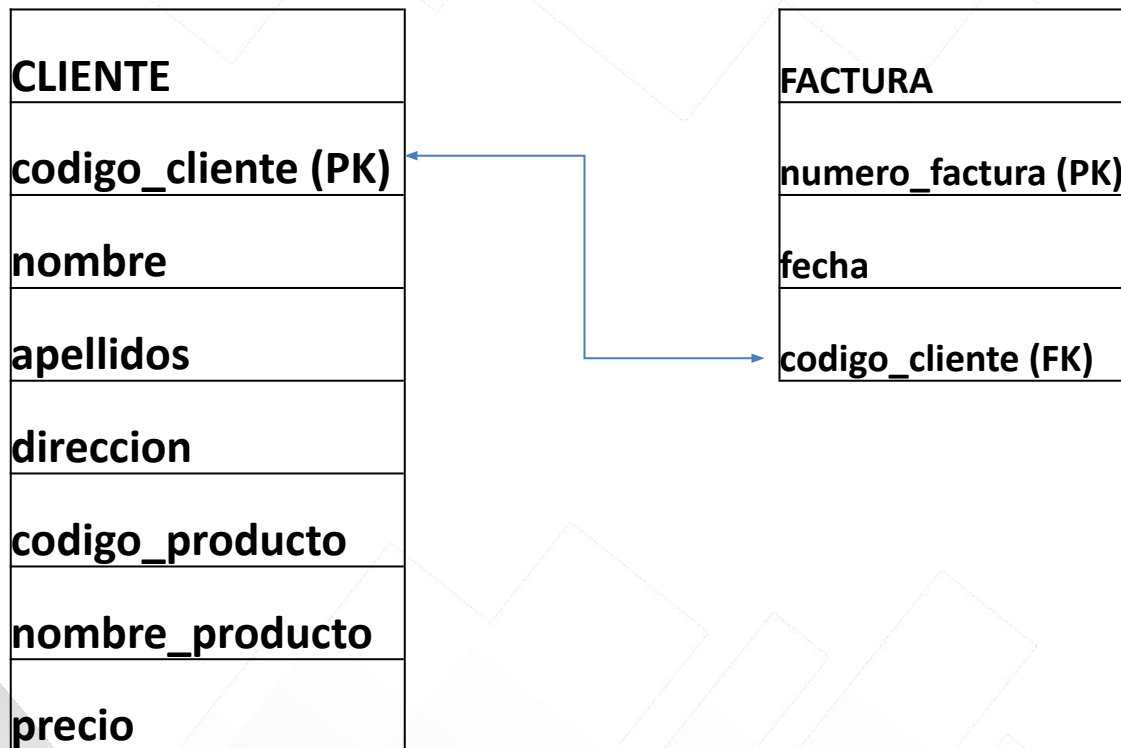 CLIENTE
codigo_cliente (PK)
nombre
apellidos
direccion
codigo_producto
nombre_producto
precio
FACTURA
numero_factura (PK)
fecha
codigo_cliente (FK)